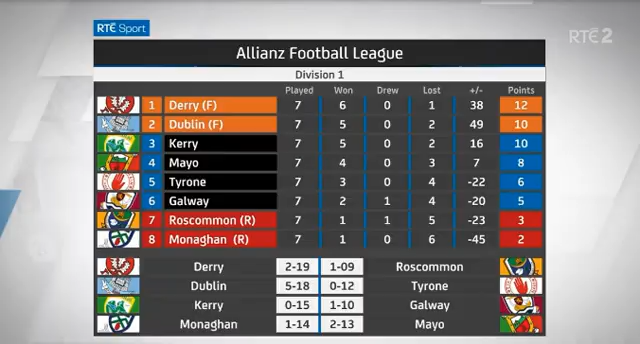 RTÉ Sport
RTÉ 2
Allianz Football League
Division 1
Played Won Drew Lost +/- Points
1 Derry (F) 7 6 0 1 38 12
2 Dublin (F) 7 5 0 2 49 10
3 Kerry 7 5 0 2 16 10
4 Mayo 7 4 0 3 7 8
5 Tyrone 7 3 0 4 -22 6
6 Galway 7 2 1 4 -20 5
7 Roscommon (R) 7 1 1 5 -23 3
8 Monaghan (R) 7 1 0 6 -45 2
Derry 2-19 1-09 Roscommon
Dublin 5-18 0-12 Tyrone
Kerry 0-15 1-10 Galway
Monaghan 1-14 2-13 Mayo